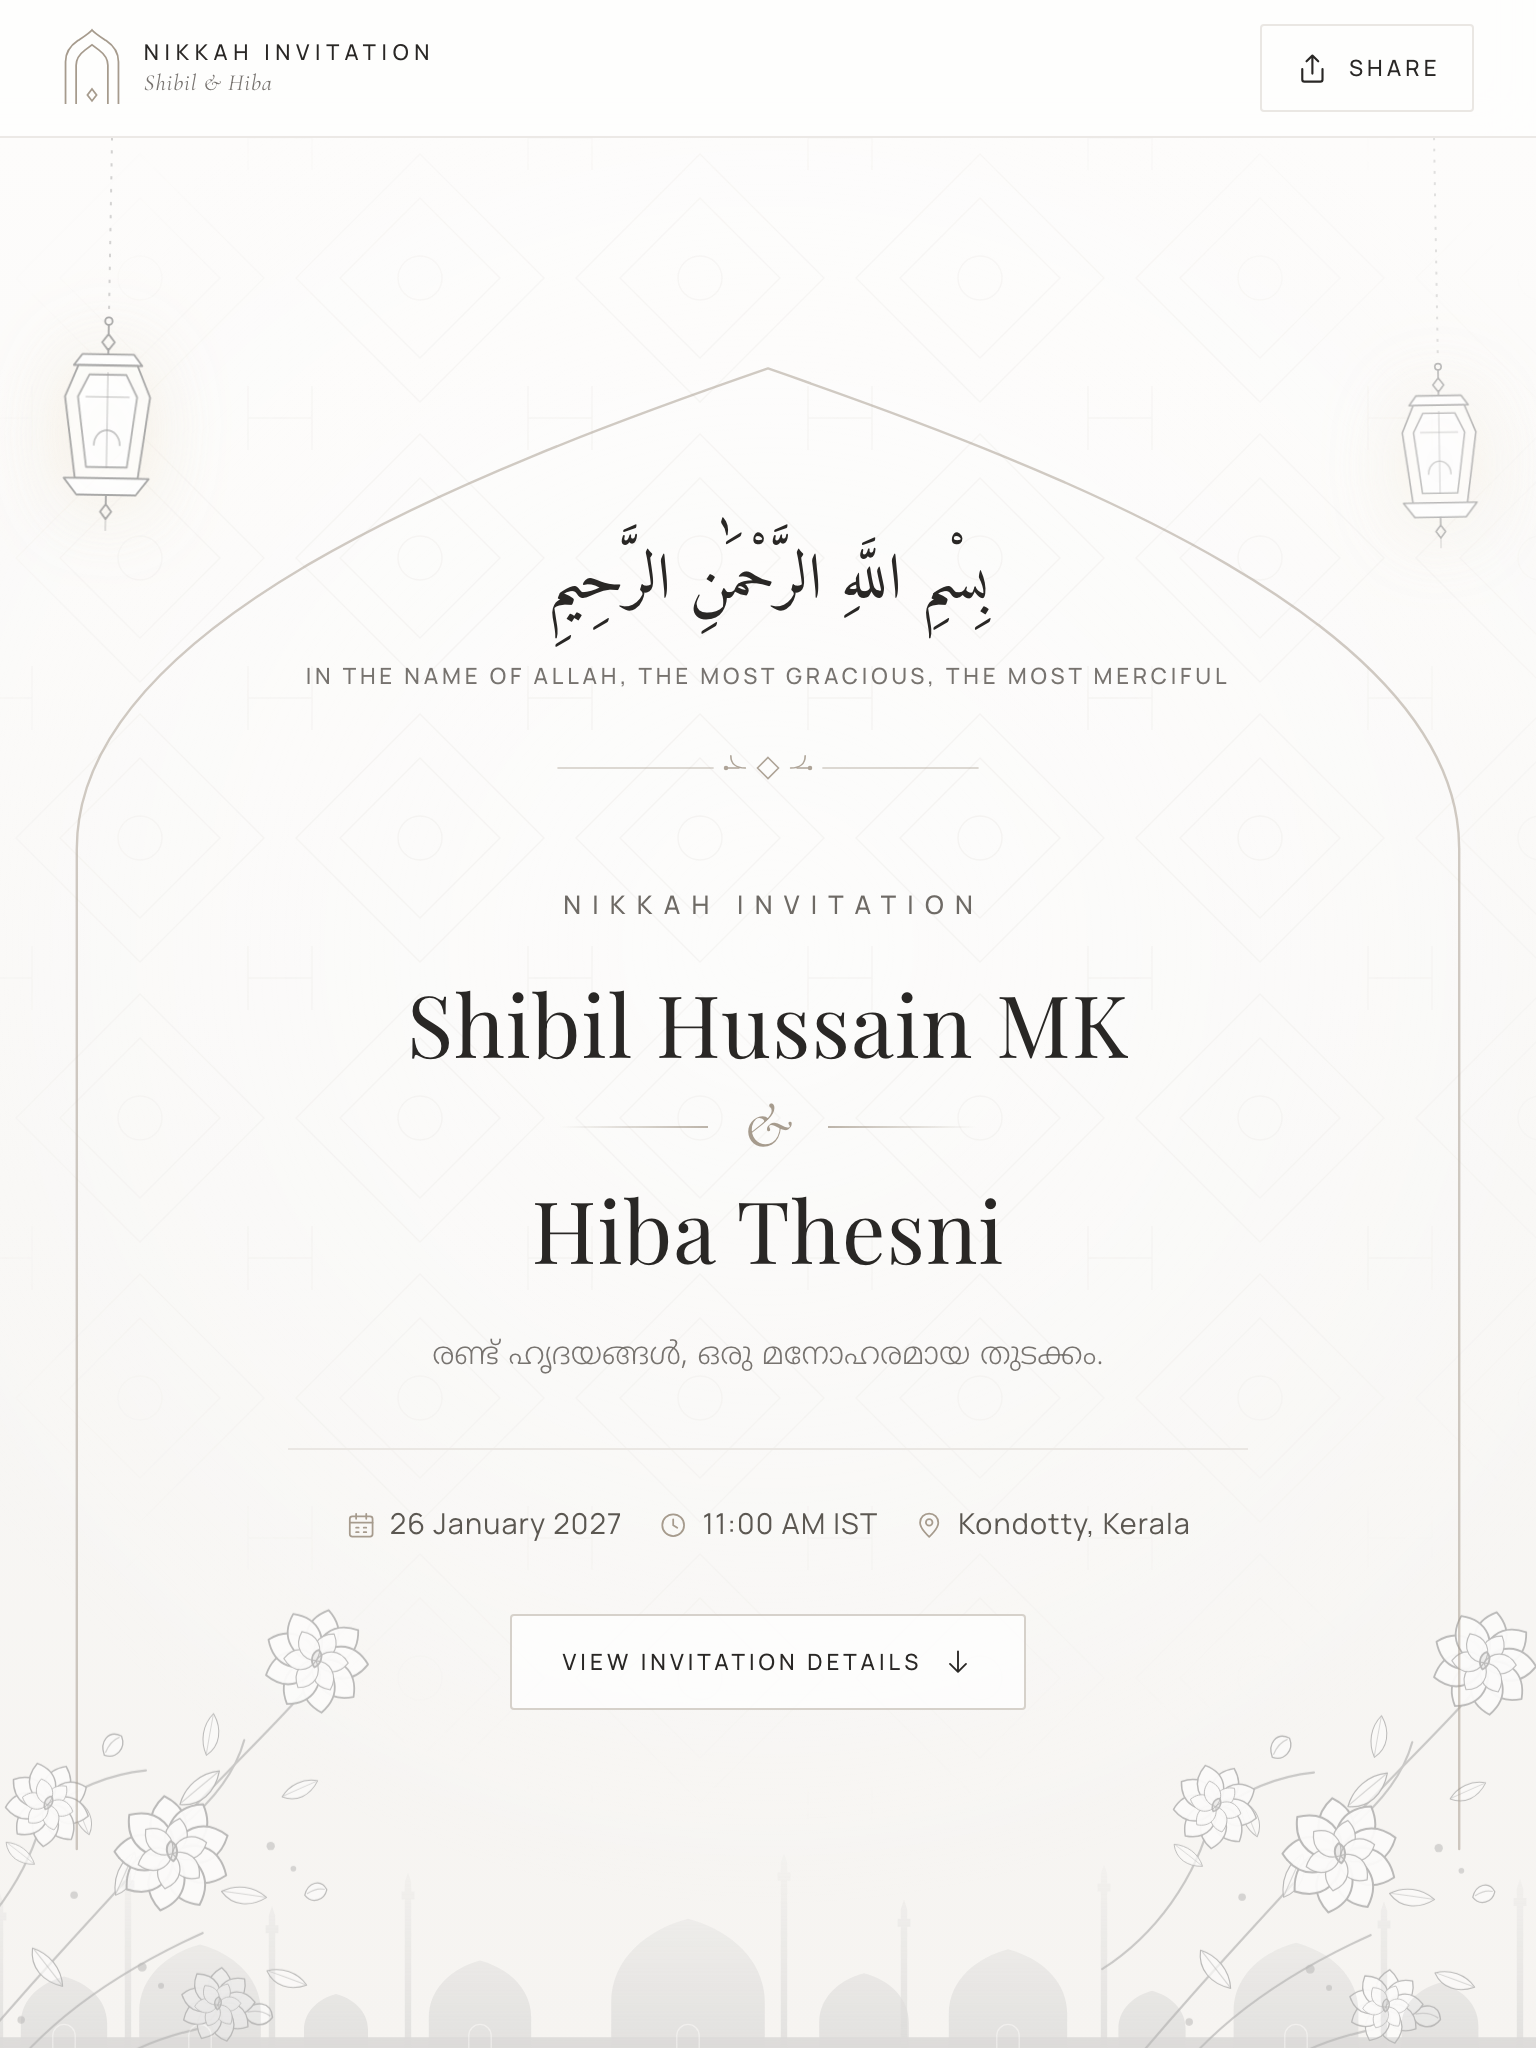 NIKKAH INVITATION
Shibil & Hiba
SHARE
بِسْمِ اللَّهِ الرَّحْمَٰنِ الرَّحِيمِ
IN THE NAME OF ALLAH, THE MOST GRACIOUS, THE MOST MERCIFUL
NIKKAH INVITATION
Shibil Hussain MK
&
Hiba Thesni
രണ്ട് ഹൃദയങ്ങൾ, ഒരു മനോഹരമായ തുടക്കം.
26 January 2027 11:00 AM IST Kondotty, Kerala
VIEW INVITATION DETAILS